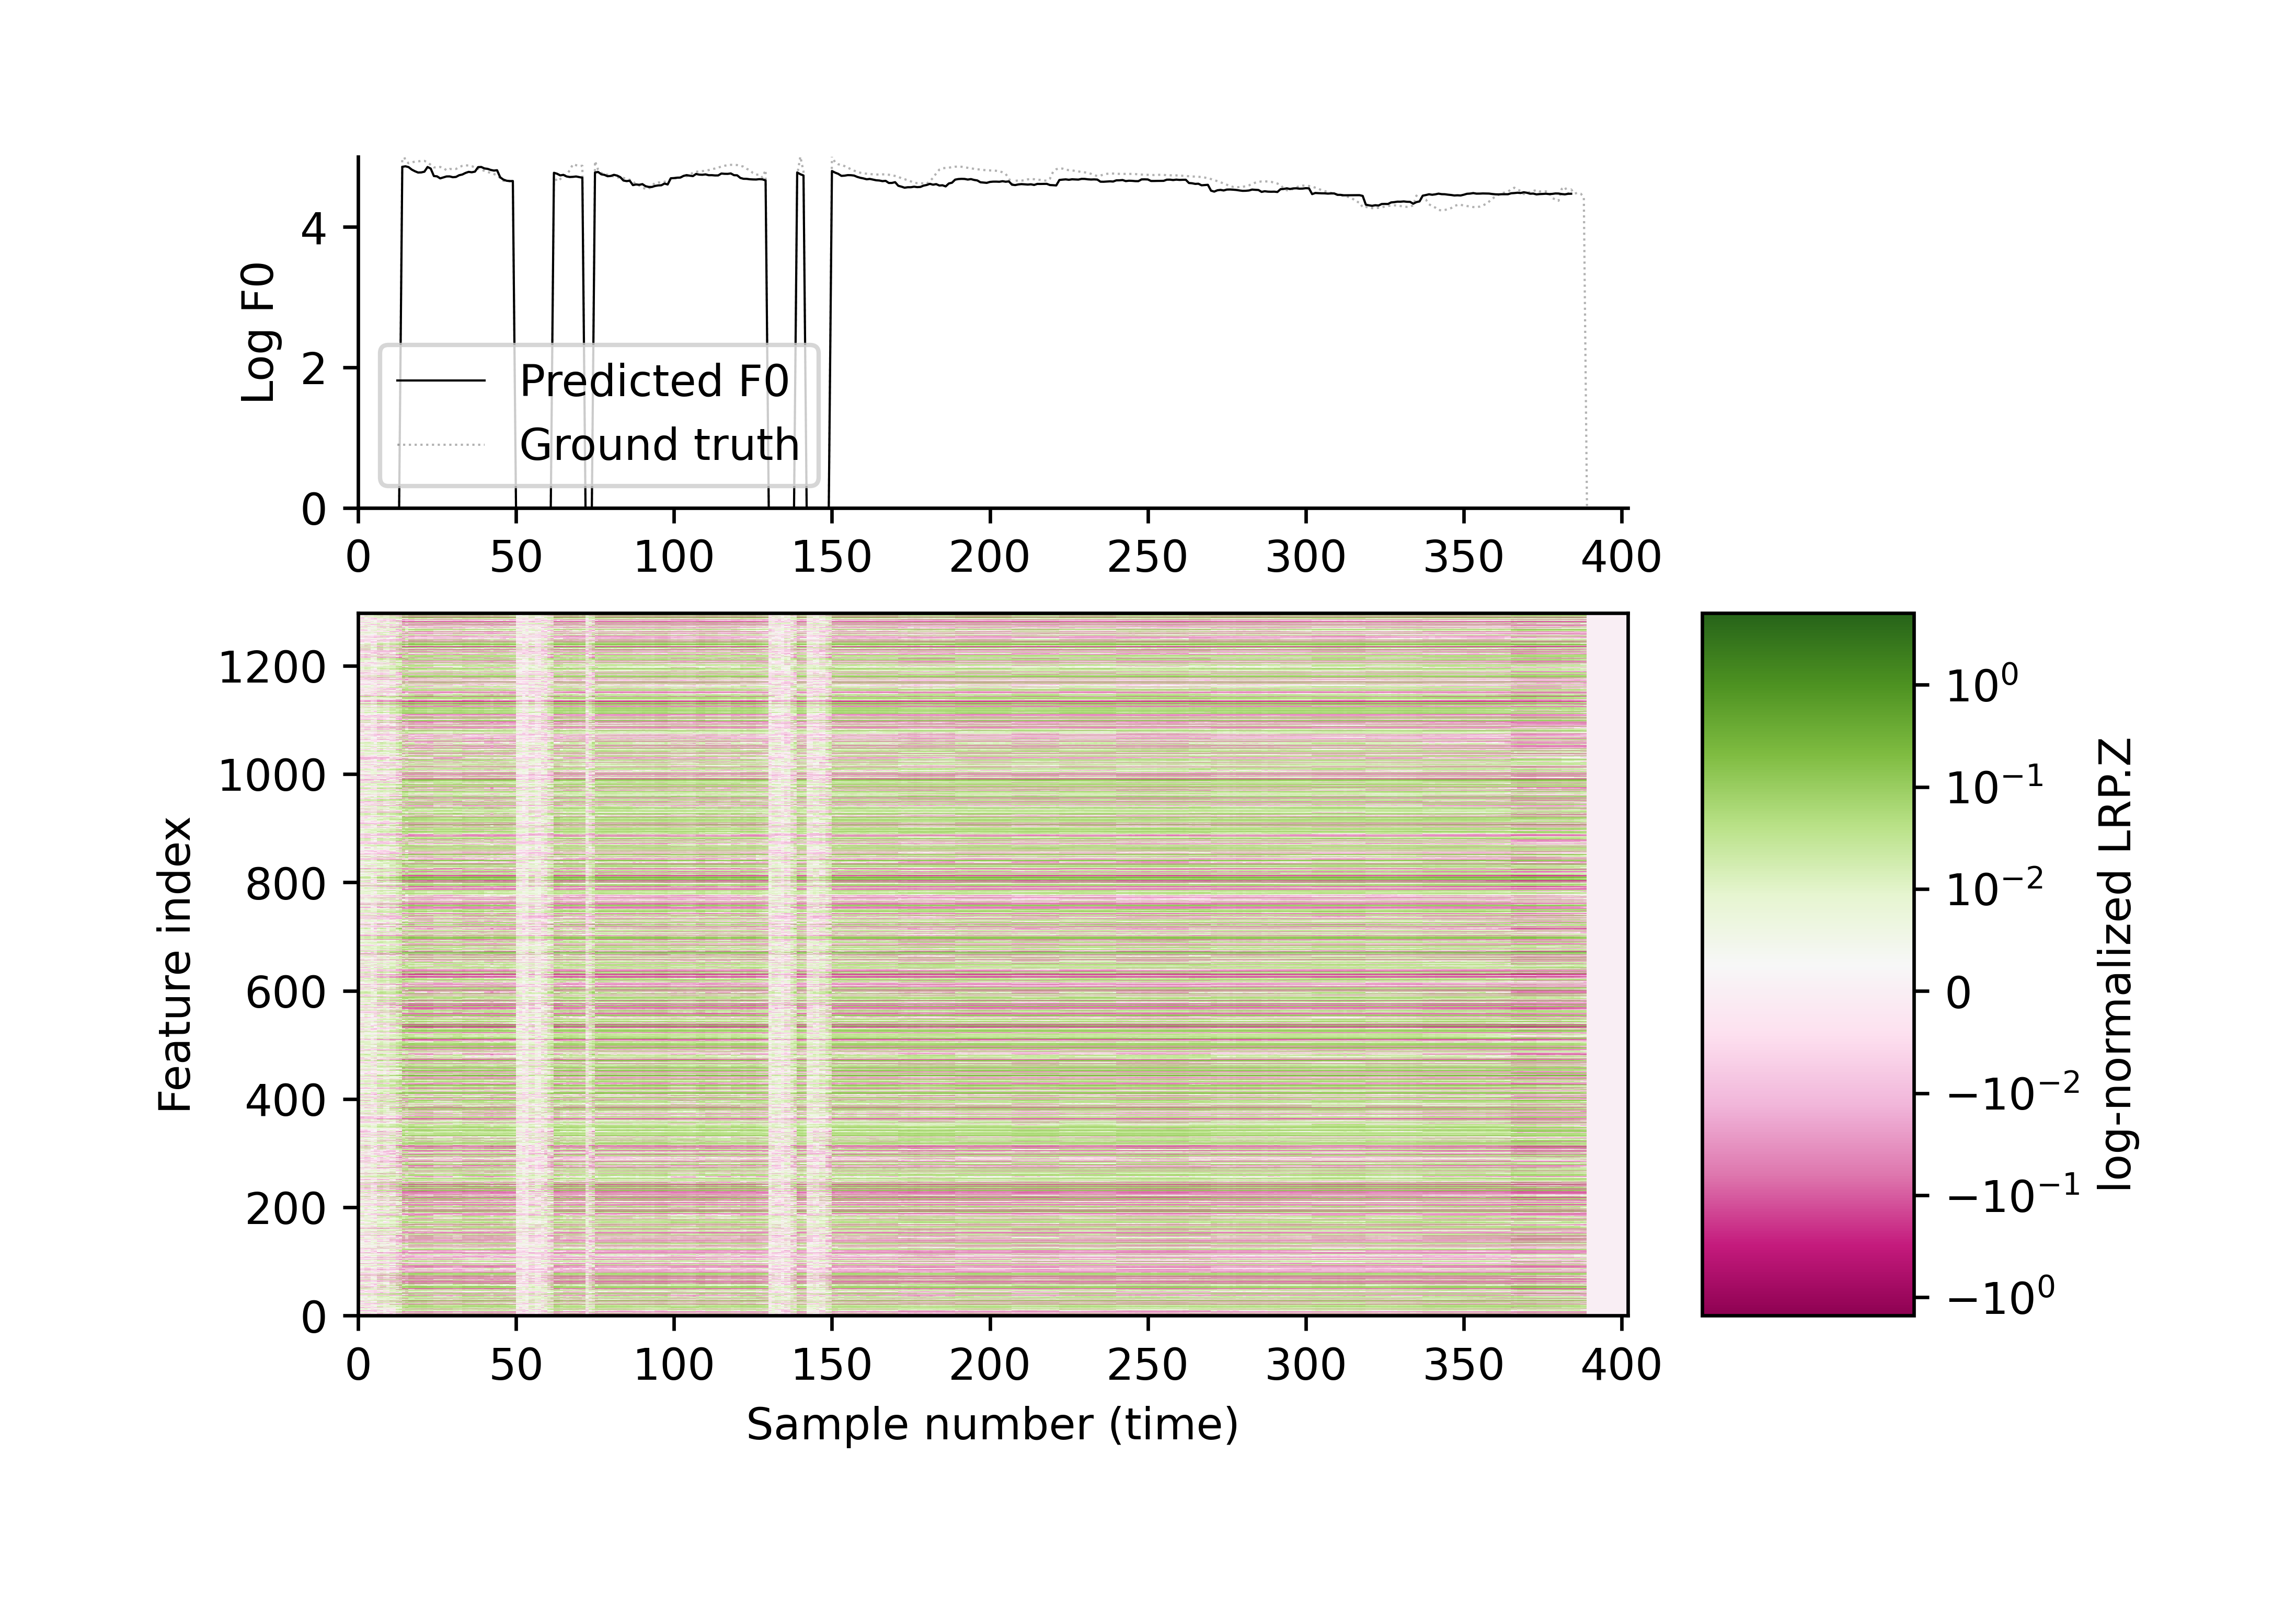 Log F0
4
2
0
Predicted F0
Ground truth
0 50 100 150 200 250 300 350 400
Feature index
1200
1000
800
600
400
200
0
0 50 100 150 200 250 300 350 400
Sample number (time)
10⁰
10⁻¹
10⁻²
0
−10⁻²
−10⁻¹
−10⁰
log-normalized LRP.Z